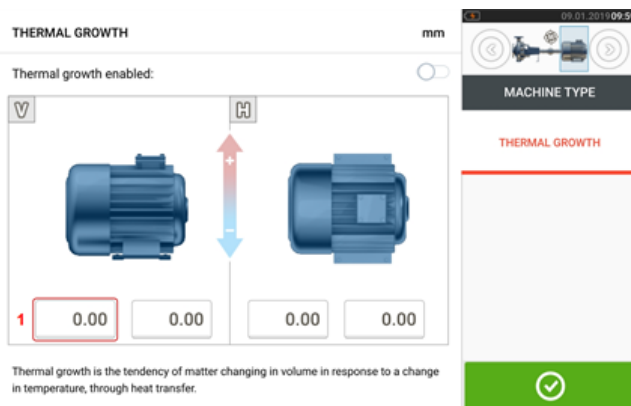 09.01.2019 09:5
THERMAL GROWTH mm
Thermal growth enabled:
V H
+
-
1 0.00 0.00 0.00 0.00
Thermal growth is the tendency of matter changing in volume in response to a change
in temperature, through heat transfer.
MACHINE TYPE
THERMAL GROWTH